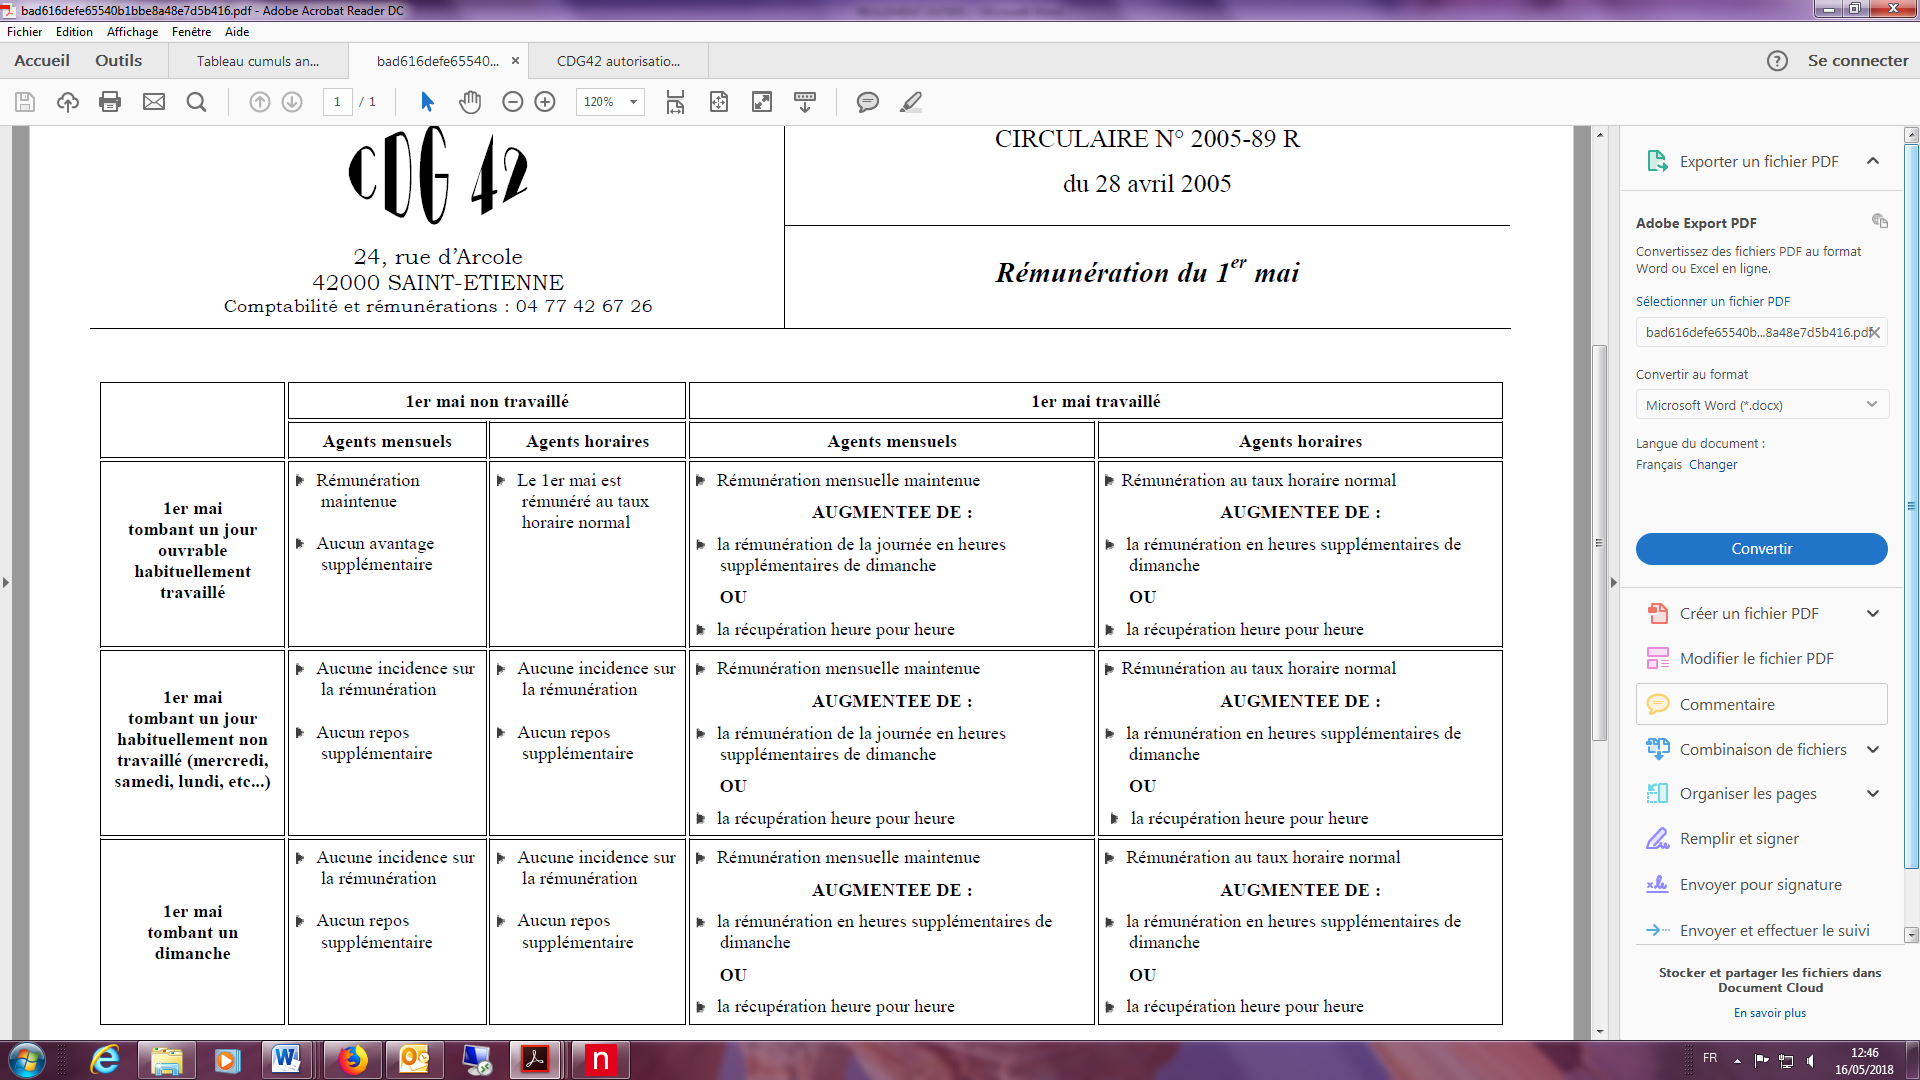 bad616defe65540b1bbe8a48e7d5b416.pdf - Adobe Acrobat Reader DC
Fichier Edition Affichage Fenêtre Aide
Accueil Outils Tableau cumuls an... bad616defe65540... × CDG42 autorisatio... Se connecter
1 / 1 120%
CDG 42
24, rue d’Arcole
42000 SAINT-ETIENNE
Comptabilité et rémunérations : 04 77 42 67 26
CIRCULAIRE N° 2005-89 R
du 28 avril 2005
Rémunération du 1er mai
1er mai non travaillé
1er mai travaillé
Agents mensuels
Agents horaires
Agents mensuels
Agents horaires
1er mai
tombant un jour
ouvrable
habituellement
travaillé
Rémunération
maintenue
Aucun avantage
supplémentaire
Le 1er mai est
rémunéré au taux
horaire normal
Rémunération mensuelle maintenue
AUGMENTEE DE :
la rémunération de la journée en heures
supplémentaires de dimanche
OU
la récupération heure pour heure
Rémunération au taux horaire normal
AUGMENTEE DE :
la rémunération en heures supplémentaires de
dimanche
OU
la récupération heure pour heure
1er mai
tombant un jour
habituellement non
travaillé (mercredi,
samedi, lundi, etc...)
Aucune incidence sur
la rémunération
Aucun repos
supplémentaire
Aucune incidence sur
la rémunération
Aucun repos
supplémentaire
Rémunération mensuelle maintenue
AUGMENTEE DE :
la rémunération de la journée en heures
supplémentaires de dimanche
OU
la récupération heure pour heure
Rémunération au taux horaire normal
AUGMENTEE DE :
la rémunération en heures supplémentaires de
dimanche
OU
la récupération heure pour heure
1er mai
tombant un
dimanche
Aucune incidence sur
la rémunération
Aucun repos
supplémentaire
Aucune incidence sur
la rémunération
Aucun repos
supplémentaire
Rémunération mensuelle maintenue
AUGMENTEE DE :
la rémunération en heures supplémentaires de
dimanche
OU
la récupération heure pour heure
Rémunération au taux horaire normal
AUGMENTEE DE :
la rémunération en heures supplémentaires de
dimanche
OU
la récupération heure pour heure
Exporter un fichier PDF
Adobe Export PDF
Convertissez des fichiers PDF au format
Word ou Excel en ligne.
Sélectionner un fichier PDF
bad616defe65540b...8a48e7d5b416.pdf
Convertir au format
Microsoft Word (*.docx)
Langue du document :
Français Changer
Convertir
Créer un fichier PDF
Modifier le fichier PDF
Commentaire
Combinaison de fichiers
Organiser les pages
Remplir et signer
Envoyer pour signature
Envoyer et effectuer le suivi
Stocker et partager les fichiers dans
Document Cloud
En savoir plus
FR
12:46
16/05/2018